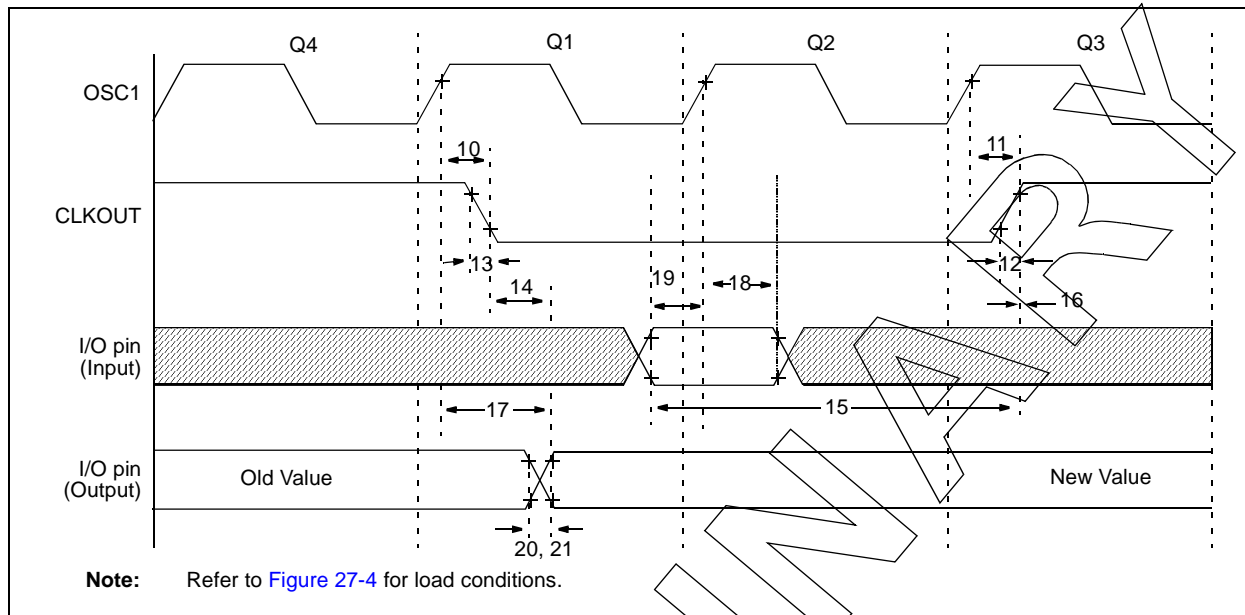 Q4 Q1 Q2 Q3
OSC1
10 11
CLKOUT
13 12
14 19 18 16
I/O pin
(Input)
17 15
I/O pin
(Output)
Old Value New Value
20, 21
Note: Refer to Figure 27-4 for load conditions.